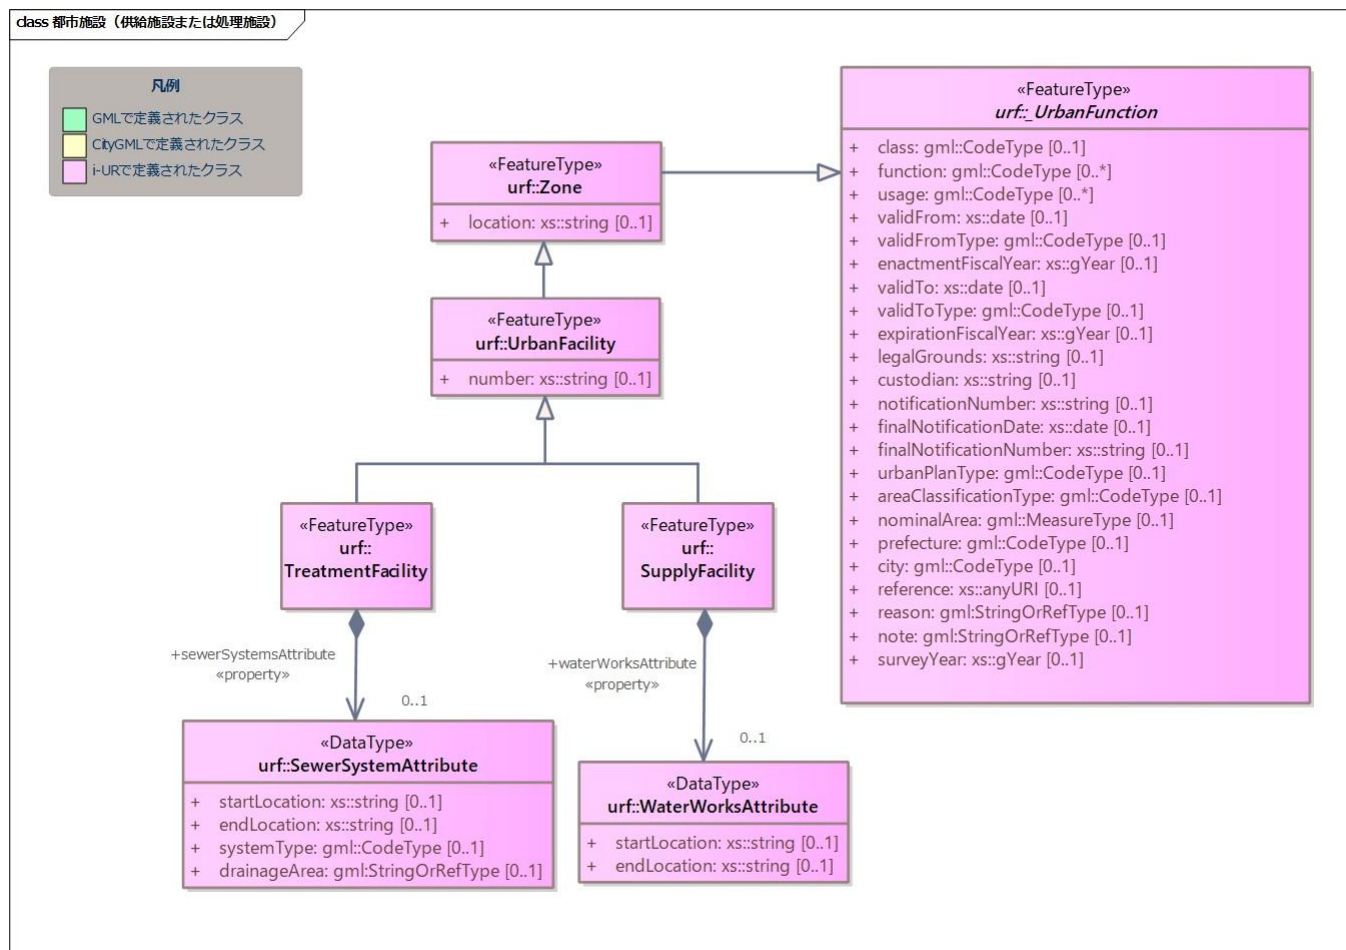 class 都市施設（供給施設または処理施設）
凡例
GMLで定義されたクラス
CityGMLで定義されたクラス
i-URで定義されたクラス
«FeatureType»
urf::_UrbanFunction
+ class: gml::CodeType [0..1]
+ function: gml::CodeType [0..*]
+ usage: gml::CodeType [0..*]
+ validFrom: xs::date [0..1]
+ validFromType: gml::CodeType [0..1]
+ enactmentFiscalYear: xs::gYear [0..1]
+ validTo: xs::date [0..1]
+ validToType: gml::CodeType [0..1]
+ expirationFiscalYear: xs::gYear [0..1]
+ legalGrounds: xs::string [0..1]
+ custodian: xs::string [0..1]
+ notificationNumber: xs::string [0..1]
+ finalNotificationDate: xs::date [0..1]
+ finalNotificationNumber: xs::string [0..1]
+ urbanPlanType: gml::CodeType [0..1]
+ areaClassificationType: gml::CodeType [0..1]
+ nominalArea: gml::MeasureType [0..1]
+ prefecture: gml::CodeType [0..1]
+ city: gml::CodeType [0..1]
+ reference: xs::anyURI [0..1]
+ reason: gml:StringOrRefType [0..1]
+ note: gml:StringOrRefType [0..1]
+ surveyYear: xs::gYear [0..1]
«FeatureType»
urf::Zone
+ location: xs::string [0..1]
«FeatureType»
urf::UrbanFacility
+ number: xs::string [0..1]
«FeatureType»
urf::
TreatmentFacility
«FeatureType»
urf::
SupplyFacility
+sewerSystemsAttribute
«property»
0..1
+waterWorksAttribute
«property»
0..1
«DataType»
urf::SewerSystemAttribute
+ startLocation: xs::string [0..1]
+ endLocation: xs::string [0..1]
+ systemType: gml::CodeType [0..1]
+ drainageArea: gml:StringOrRefType [0..1]
«DataType»
urf::WaterWorksAttribute
+ startLocation: xs::string [0..1]
+ endLocation: xs::string [0..1]